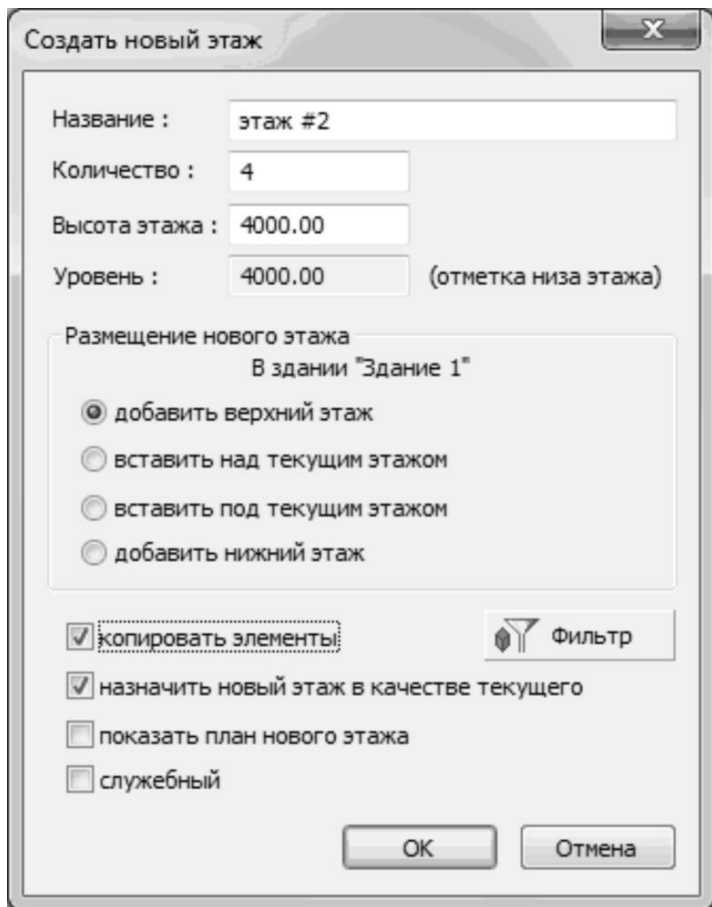 Создать новый этаж
Название : этаж #2
Количество : 4
Высота этажа : 4000.00
Уровень : 4000.00 (отметка низа этажа)
Размещение нового этажа
В здании "Здание 1"
добавить верхний этаж
вставить над текущим этажом
вставить под текущим этажом
добавить нижний этаж
копировать элементы Фильтр
назначить новый этаж в качестве текущего
показать план нового этажа
служебный
OK Отмена